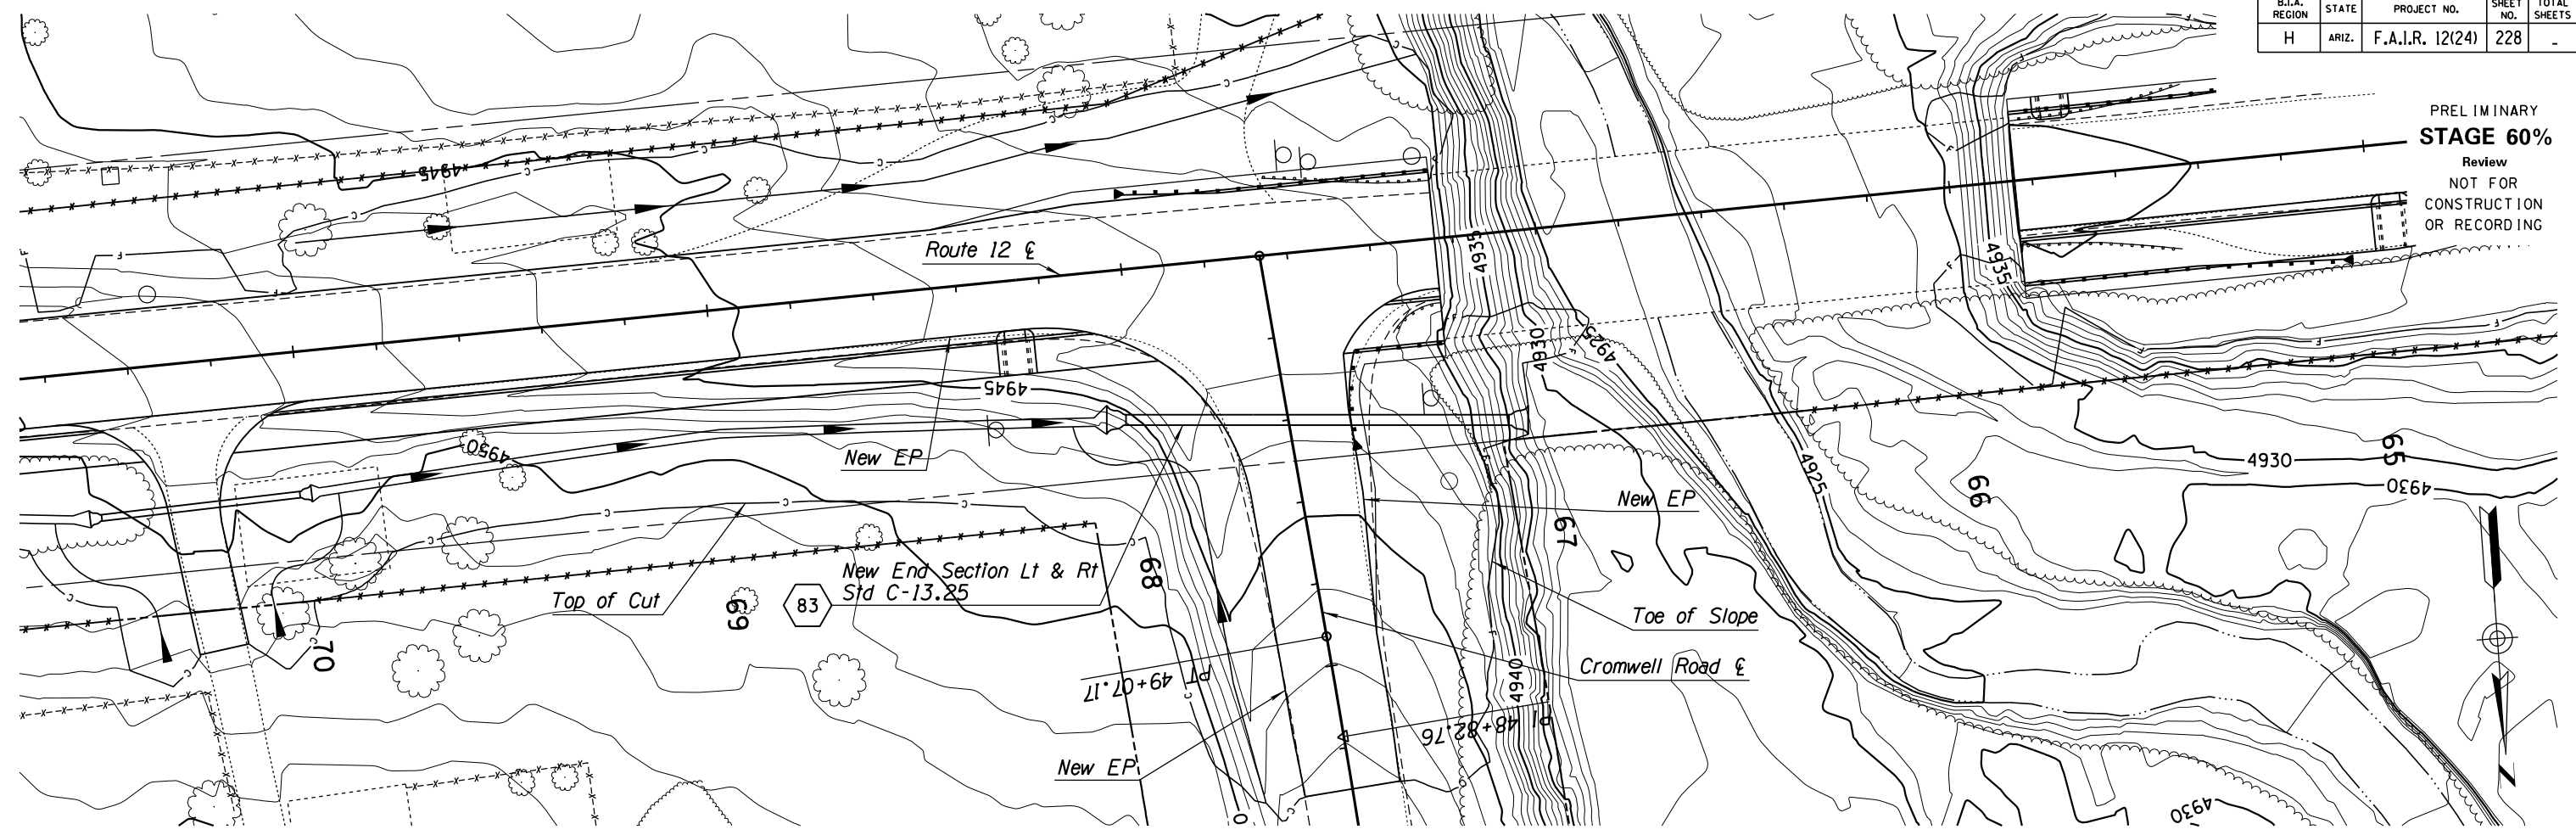 B.I.A. REGION STATE PROJECT NO. SHEET NO. TOTAL SHEETS
H ARIZ. F.A.I.R. 12(24) 228 -
PRELIMINARY
STAGE 60%
Review
NOT FOR
CONSTRUCTION
OR RECORDING
4945
Route 12 ℄
4935
4935
4930
4925
4945
4950
New EP
New EP
4925
4930
65
4930
66
67
68
69
70
New End Section Lt & Rt
Std C-13.25
83
Top of Cut
Toe of Slope
Cromwell Road ℄
4940
PT 49+07.17
PI 48+82.76
New EP
4930